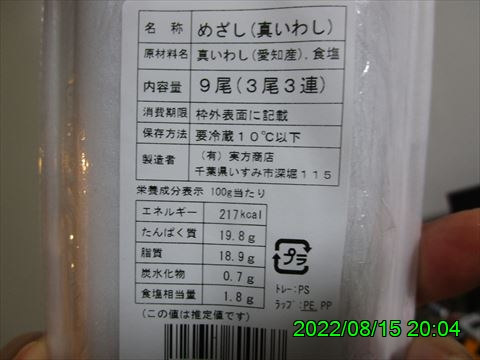 名称 めざし(真いわし)
原材料名 真いわし(愛知産),食塩
内容量 9尾(3尾3連)
消費期限 枠外表面に記載
保存方法 要冷蔵10℃以下
製造者 (有)実方商店
千葉県いすみ市深堀115
栄養成分表示 100g当たり
エネルギー 217kcal
たんぱく質 19.8g
脂質 18.9g
炭水化物 0.7g
食塩相当量 1.8g
(この値は推定値です)
プラ
トレー:PS
ラップ:PE,PP
2022/08/15 20:04